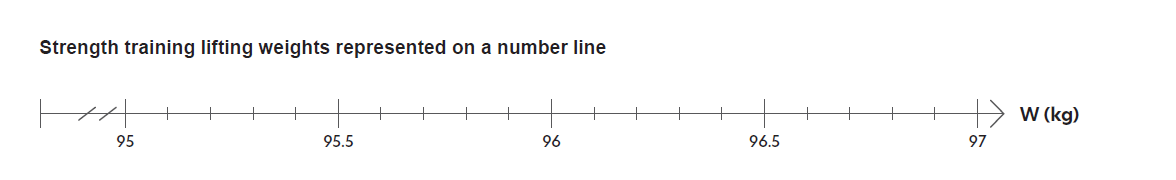 Strength training lifting weights represented on a number line
W (kg)
95 95.5 96 96.5 97